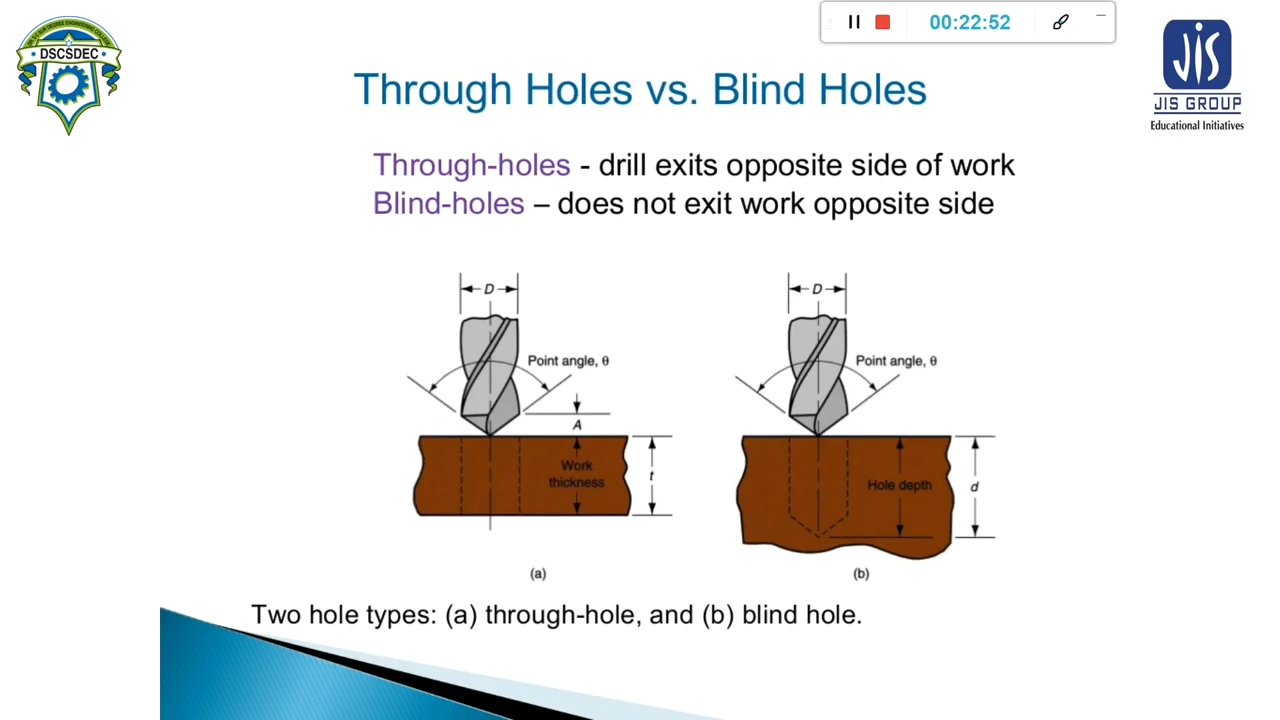 00:22:52
DSCSDEC
JIS
JIS GROUP
Educational Initiatives
Through Holes vs. Blind Holes
Through-holes - drill exits opposite side of work
Blind-holes – does not exit work opposite side
D
D
Point angle, θ
Point angle, θ
A
Work
thickness
t
Hole depth
d
(a)
(b)
Two hole types: (a) through-hole, and (b) blind hole.